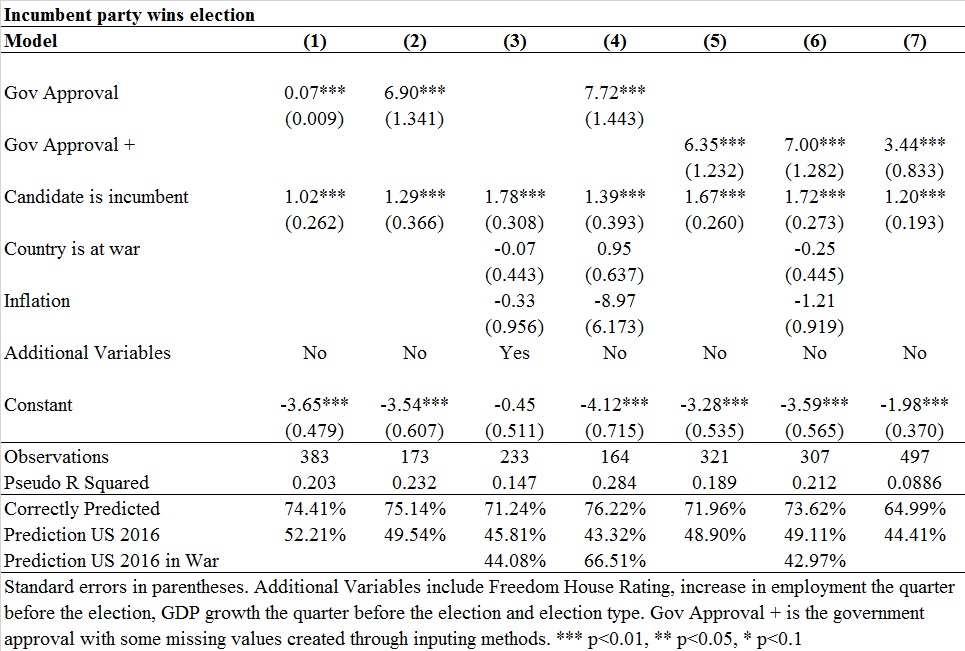 Incumbent party wins election
Model (1) (2) (3) (4) (5) (6) (7)
Gov Approval 0.07*** 6.90*** 7.72***
(0.009) (1.341) (1.443)
Gov Approval + 6.35*** 7.00*** 3.44***
(1.232) (1.282) (0.833)
Candidate is incumbent 1.02*** 1.29*** 1.78*** 1.39*** 1.67*** 1.72*** 1.20***
(0.262) (0.366) (0.308) (0.393) (0.260) (0.273) (0.193)
Country is at war -0.07 0.95 -0.25
(0.443) (0.637) (0.445)
Inflation -0.33 -8.97 -1.21
(0.956) (6.173) (0.919)
Additional Variables No No Yes No No No No
Constant -3.65*** -3.54*** -0.45 -4.12*** -3.28*** -3.59*** -1.98***
(0.479) (0.607) (0.511) (0.715) (0.535) (0.565) (0.370)
Observations 383 173 233 164 321 307 497
Pseudo R Squared 0.203 0.232 0.147 0.284 0.189 0.212 0.0886
Correctly Predicted 74.41% 75.14% 71.24% 76.22% 71.96% 73.62% 64.99%
Prediction US 2016 52.21% 49.54% 45.81% 43.32% 48.90% 49.11% 44.41%
Prediction US 2016 in War 44.08% 66.51% 42.97%
Standard errors in parentheses. Additional Variables include Freedom House Rating, increase in employment the quarter
before the election, GDP growth the quarter before the election and election type. Gov Approval + is the government
approval with some missing values created through inputing methods. *** p<0.01, ** p<0.05, * p<0.1